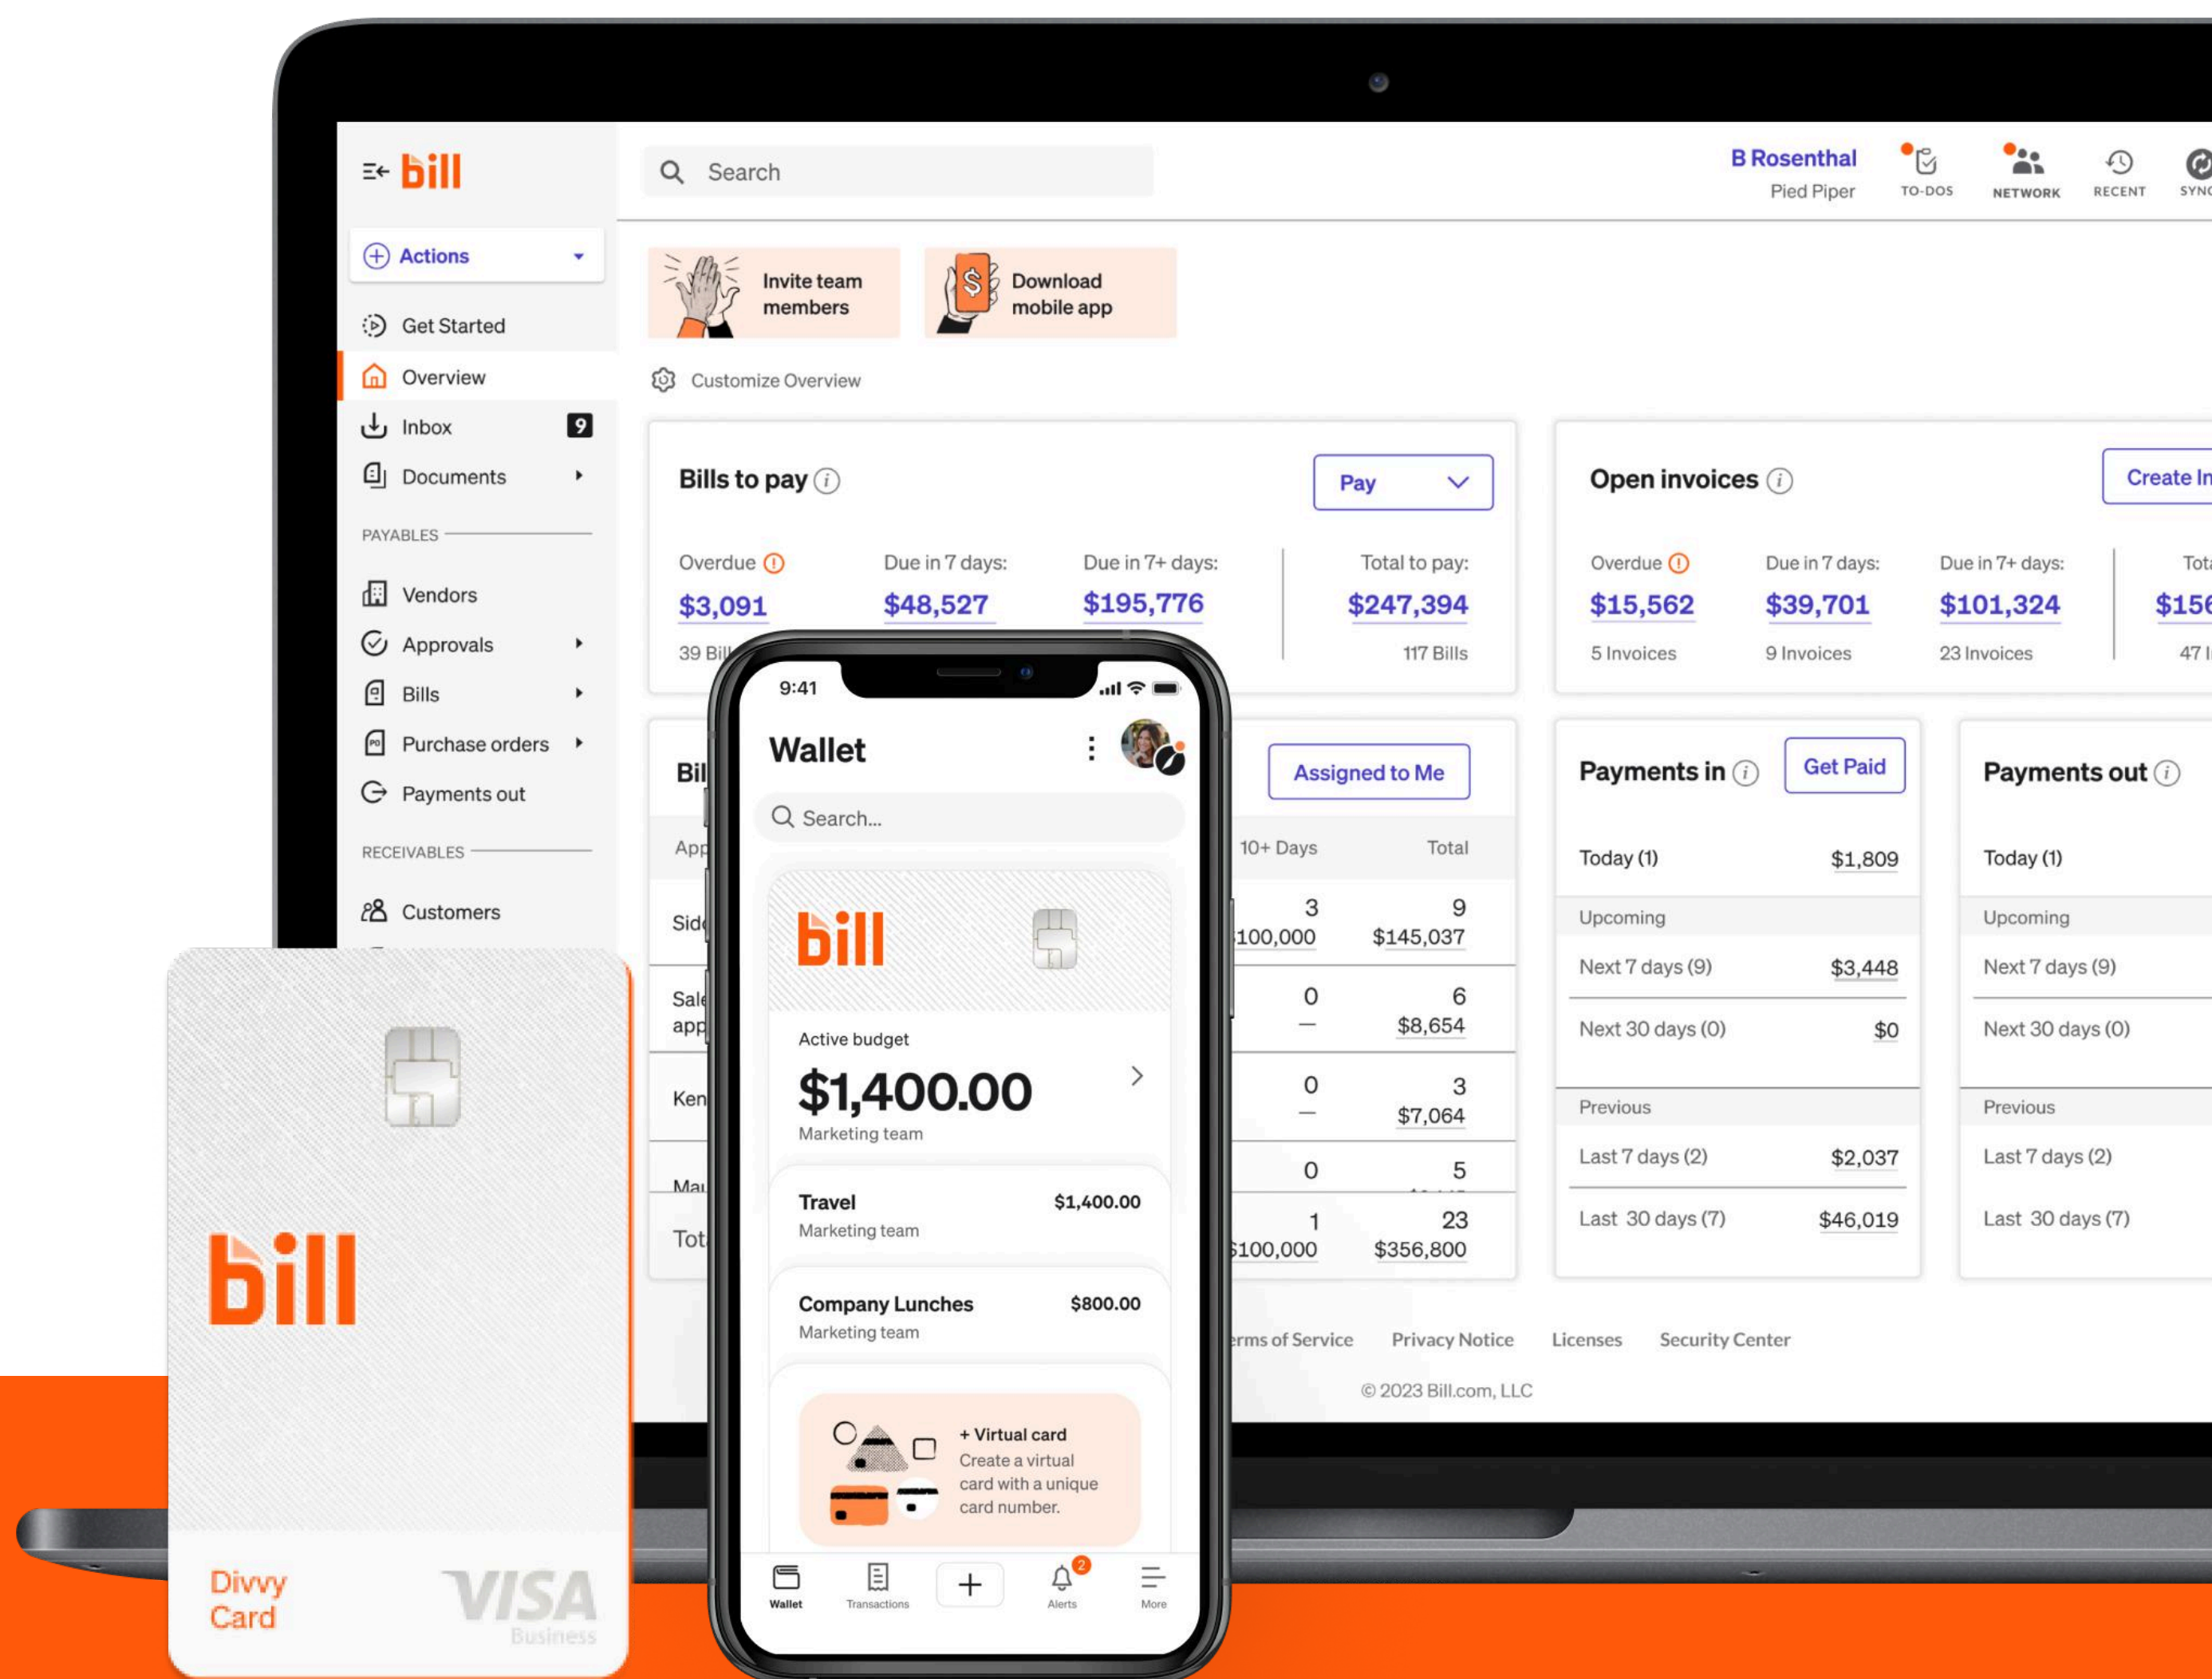 bill
Search
B Rosenthal
Pied Piper
TO-DOS
NETWORK
RECENT
Actions
Get Started
Overview
Inbox
9
Documents
PAYABLES
Vendors
Approvals
Bills
Purchase orders
PO
Payments out
RECEIVABLES
Customers
Invite team
members
Download
mobile app
$
Customize Overview
Bills to pay
Pay
Overdue
Due in 7 days:
Due in 7+ days:
Total to pay:
$3,091
$48,527
$195,776
$247,394
39
117 Bills
Open invoices
Create
Overdue
Due in 7 days:
Due in 7+ days:
$15,562
$39,701
$101,324
5 Invoices
9 Invoices
23 Invoices
47
Assigned to Me
10+ Days
Total
3
9
100,000
$145,037
0
6
—
$8,654
0
3
—
$7,064
0
5
1
23
$100,000
$356,800
Payments in
Get Paid
Today (1)
$1,809
Upcoming
Next 7 days (9)
$3,448
Next 30 days (0)
$0
Previous
Last 7 days (2)
$2,037
Last 30 days (7)
$46,019
Payments out
Today (1)
Upcoming
Next 7 days (9)
Next 30 days (0)
Previous
Last 7 days (2)
Last 30 days (7)
of Service
Privacy Notice
Licenses
Security Center
© 2023 Bill.com, LLC
9:41
Wallet
Search...
bill
Active budget
$1,400.00
Marketing team
Travel
$1,400.00
Marketing team
Company Lunches
$800.00
Marketing team
+ Virtual card
Create a virtual
card with a unique
card number.
Wallet
Transactions
+
2
Alerts
More
bill
Divvy
Card
VISA
Business